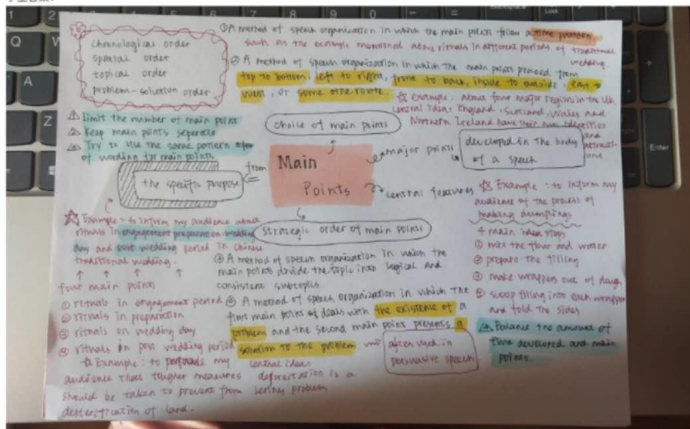 chronological order
spatial order
topical order
problem-solution order
① A method of speech organization in which the main points follow a time pattern
such as the example mentioned above rituals in different periods of traditional
wedding
② A method of speech organization in which the main points proceed from
top to bottom, left to right, front to back, inside to outside, east to
west, or some other route.
Example: about four major regions in the UK
England, Scotland, Wales and
Northern Ireland have their own identities
and
Limit the number of main points
Keep main points separate
Try to use the same pattern
of wording for main points
choice of main points
Main
Points
major points
developed in the body
of a speech
from
the specific purpose
central features
Example: to inform my
audience of the process of
making dumplings
4 main steps
① mix the flour and water
② prepare the filling
③ make wrappers out of dough
④ scoop filling into each wrapper
and fold the sides
Balance the amount of
time developed and main
points.
Example: to inform my audience about
rituals in engagement preparation wedding
day and post wedding period in Chinese
traditional wedding.
four main points
① rituals in engagement period
② rituals in preparation
③ rituals on wedding day
④ rituals in post wedding period
strategic order of main points
③ A method of speech organization in which the
main points divide the topic into logical and
consistent subtopics
④ A method of speech organization in which the
first main point deals with the existence of a
problem and the second main point presents a
solution to the problem
often used in
persuasive speech
Example: to persuade my
audience that tougher measures
should be taken to prevent from
desertification of land.
central idea:
deforestation is a
serious problem
Enter